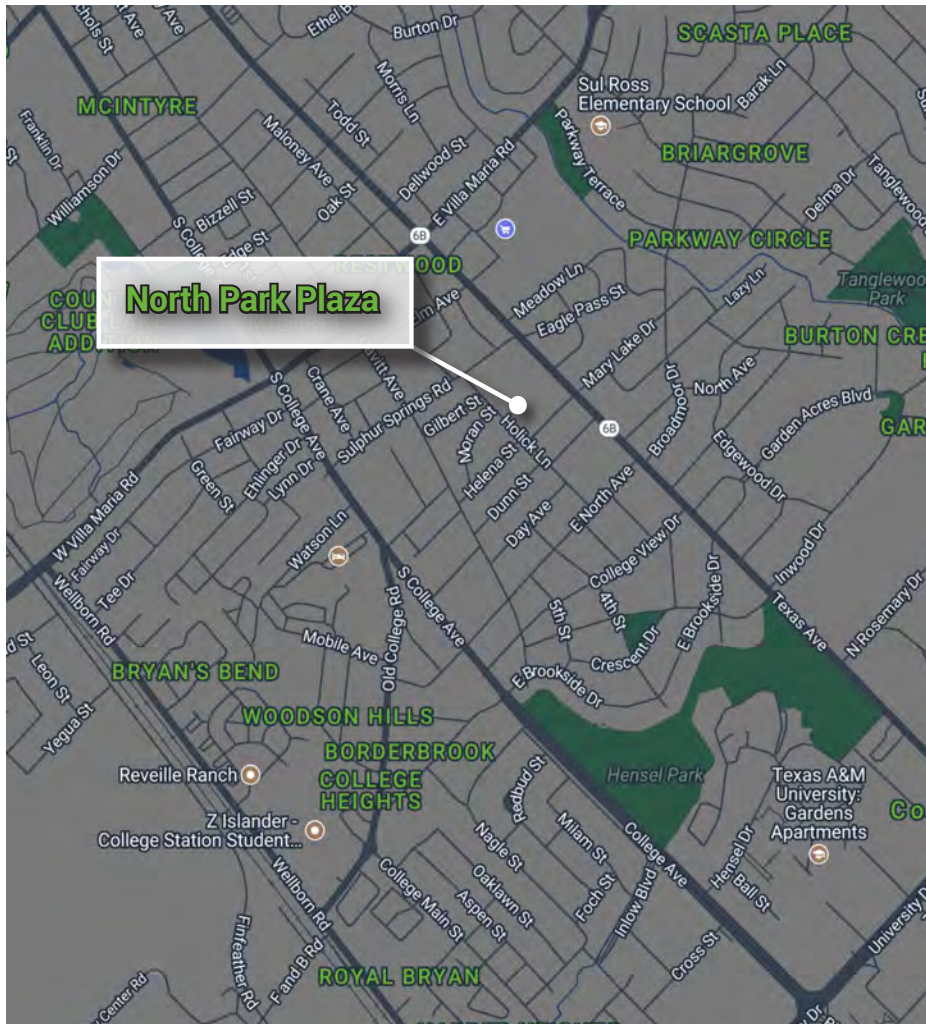 Ethel B
Burton Dr
SCASTA PLACE
Morris Ln
Sul Ross
Elementary School
Barak Ln
MCINTYRE
Todd St
Parkway Terrace
Franklin Dr
Maloney Ave
Dellwood St
BRIARGROVE
Williamson Dr
Oak St
E Villa Maria Rd
Delma Dr
Tanglewood
Bizzell St
S College
6B
PARKWAY CIRCLE
Meadow Ln
Lazy Ln
Tanglewoo
Park
North Park Plaza
Eagle Pass St
BURTON CRE
Mary Lake Dr
Crane Ave
S College Ave
Sulphur Springs Rd
Gilbert St
Moran St
Holick Ln
Broadmoor Dr
North Ave
Garden Acres Blvd
6B
GAR
Fairway Dr
Ehlinger Dr
Lynn Dr
Green St
Helena St
Dunn St
Day Ave
E North Ave
Edgewood Dr
W Villa Maria Rd
Fairway Dr
Tee Dr
Watson Ln
College View Dr
Inwood Dr
Wellborn Rd
S College Ave
Old College Rd
5th St
4th St
E Brookside Dr
Texas Ave
N Rosemary Dr
Mobile Ave
Crescent Dr
Leon St
Yegua St
BRYAN'S BEND
E Brookside Dr
WOODSON HILLS
BORDERBROOK
COLLEGE
HEIGHTS
Reveille Ranch
Redbud St
Hensel Park
Texas A&M
University:
Gardens
Apartments
Z Islander -
College Station Student...
Nagle St
Milam St
College Ave
Hensel Dr
Ball St
Wellborn Rd
College Main St
Oaklawn St
Aspen St
Foch St
Inlow Blvd
Cross St
University D
Finfeather Rd
F and B Rd
ROYAL BRYAN
Center Rd